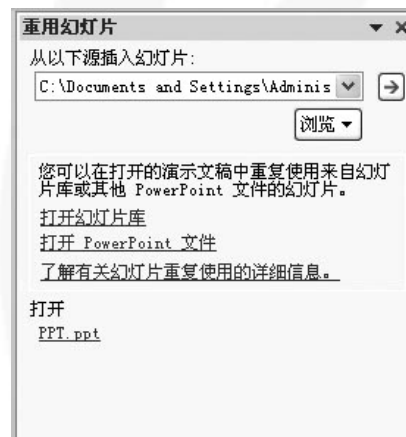 重用幻灯片
从以下源插入幻灯片:
C:\Documents and Settings\Adminis
浏览
您可以在打开的演示文稿中重复使用来自幻灯
片库或其他 PowerPoint 文件的幻灯片。
打开幻灯片库
打开 PowerPoint 文件
了解有关幻灯片重复使用的详细信息。
打开
PPT.ppt